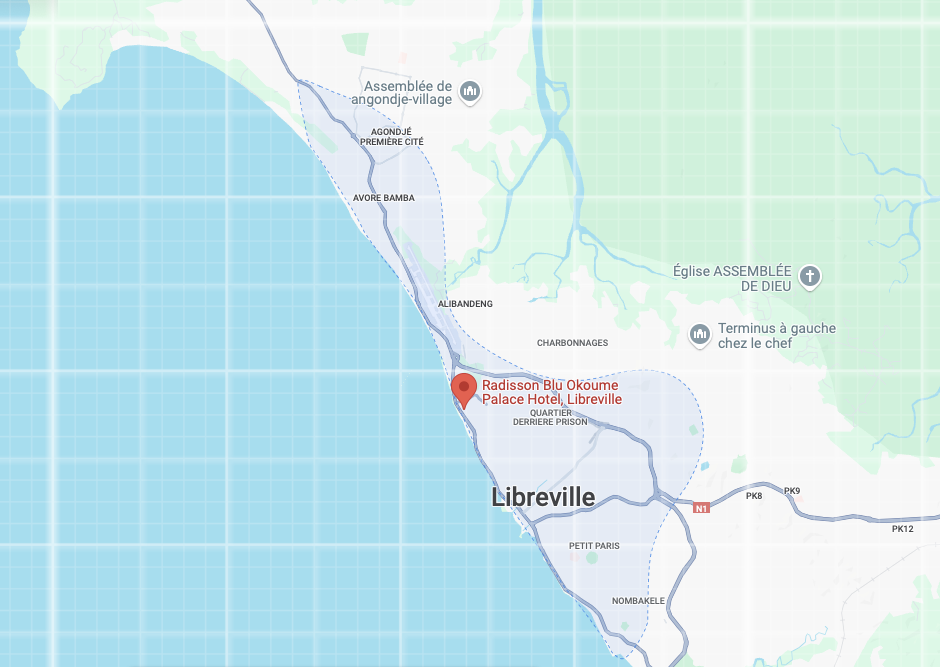 Assemblée de
angondje-village
AGONDJÉ
PREMIÈRE CITÉ
AVORE BAMBA
Église ASSEMBLÉE
DE DIEU
ALIBANDENG
Terminus à gauche
chez le chef
CHARBONNAGES
Radisson Blu Okoume
Palace Hotel, Libreville
QUARTIER
DERRIERE PRISON
Libreville
PK8
PK9
N1
PK12
PETIT PARIS
NOMBAKELE